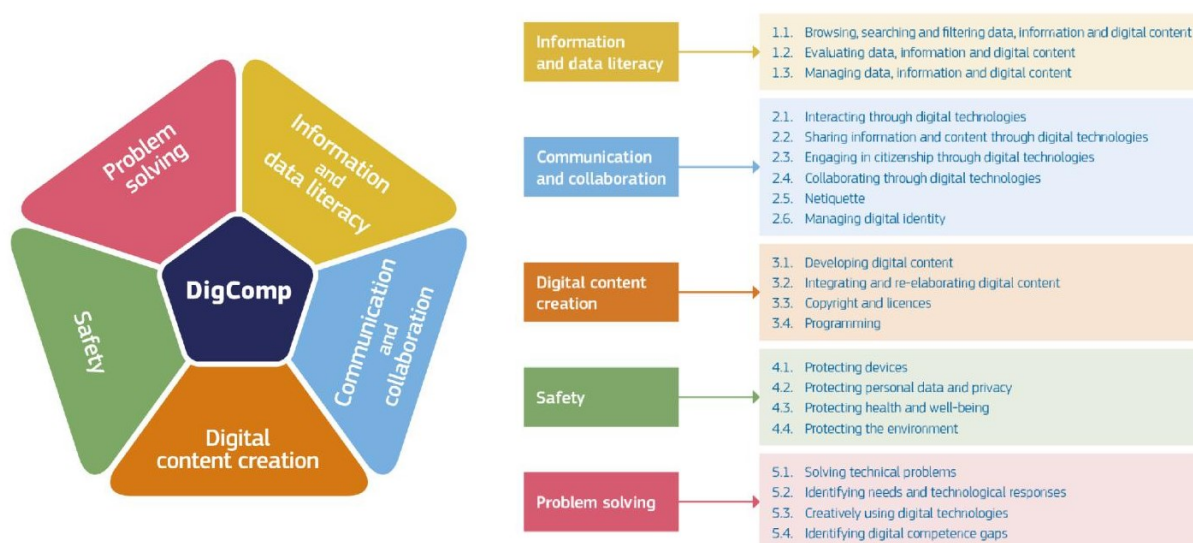 Problem
solving
Information
and
data literacy
DigComp
Safety
Communication
and
collaboration
Digital
content creation
Information
and data literacy
1.1. Browsing, searching and filtering data, information and digital content
1.2. Evaluating data, information and digital content
1.3. Managing data, information and digital content
Communication
and collaboration
2.1. Interacting through digital technologies
2.2. Sharing information and content through digital technologies
2.3. Engaging in citizenship through digital technologies
2.4. Collaborating through digital technologies
2.5. Netiquette
2.6. Managing digital identity
Digital content
creation
3.1. Developing digital content
3.2. Integrating and re-elaborating digital content
3.3. Copyright and licences
3.4. Programming
Safety
4.1. Protecting devices
4.2. Protecting personal data and privacy
4.3. Protecting health and well-being
4.4. Protecting the environment
Problem solving
5.1. Solving technical problems
5.2. Identifying needs and technological responses
5.3. Creatively using digital technologies
5.4. Identifying digital competence gaps